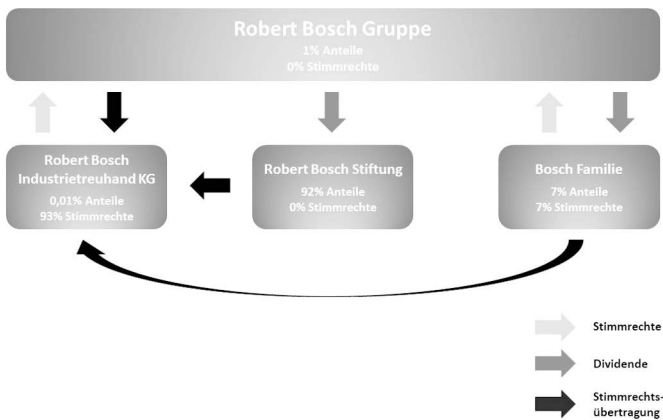 Robert Bosch Gruppe
1% Anteile
0% Stimmrechte
Robert Bosch
Industrietreuhand KG
0,01% Anteile
93% Stimmrechte
Robert Bosch Stiftung
92% Anteile
0% Stimmrechte
Bosch Familie
7% Anteile
7% Stimmrechte
Stimmrechte
Dividende
Stimmrechts-
übertragung